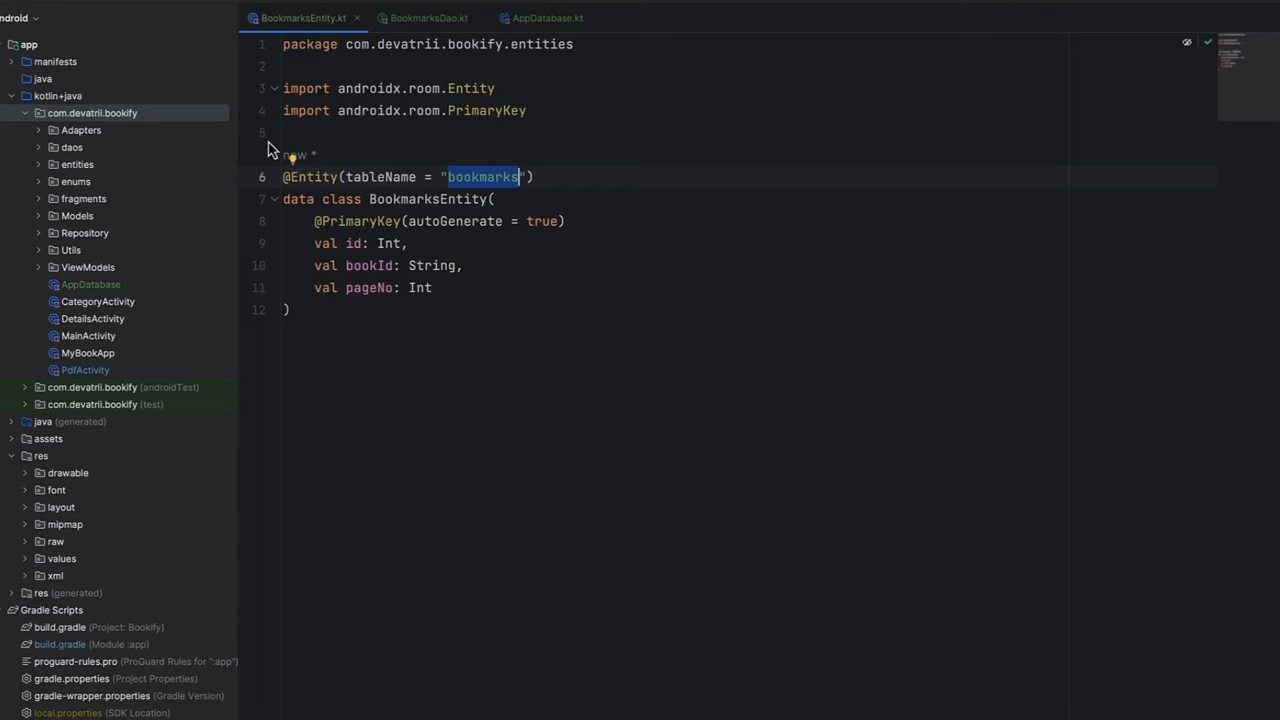 android
app
manifests
java
kotlin+java
com.devatrii.bookify
Adapters
daos
entities
enums
fragments
Models
Repository
Utils
ViewModels
AppDatabase
CategoryActivity
DetailsActivity
MainActivity
MyBookApp
PdfActivity
com.devatrii.bookify (androidTest)
com.devatrii.bookify (test)
java (generated)
assets
res
drawable
font
layout
mipmap
raw
values
xml
res (generated)
Gradle Scripts
build.gradle (Project: Bookify)
build.gradle (Module :app)
proguard-rules.pro (ProGuard Rules for ":app")
gradle.properties (Project Properties)
gradle-wrapper.properties (Gradle Version)
local.properties (SDK Location)
BookmarksEntity.kt
BookmarksDao.kt
AppDatabase.kt
1 package com.devatrii.bookify.entities
2
3 import androidx.room.Entity
4 import androidx.room.PrimaryKey
5
new *
6 @Entity(tableName = "bookmarks")
7 data class BookmarksEntity(
8 @PrimaryKey(autoGenerate = true)
9 val id: Int,
10 val bookId: String,
11 val pageNo: Int
12 )